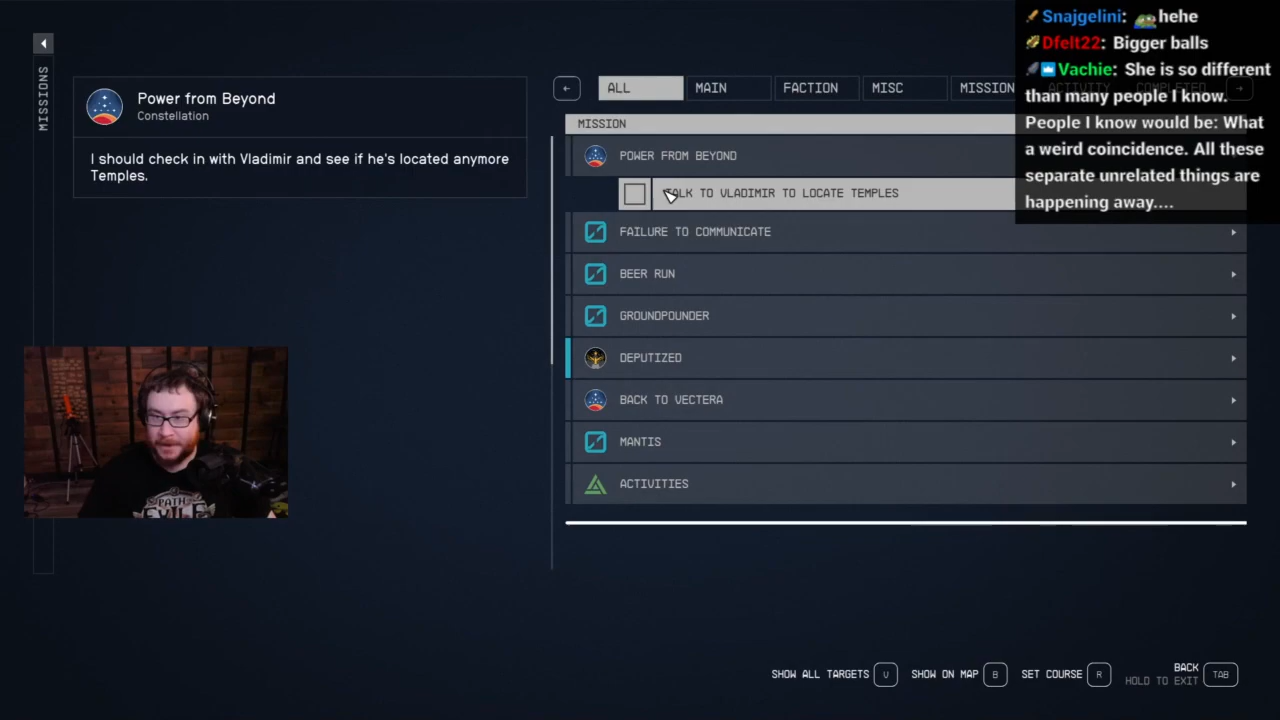 Snajgelini: hehe
Dfelt22: Bigger balls
Vachie: She is so different
than many people I know.
People I know would be: What
a weird coincidence. All these
separate unrelated things are
happening away....
MISSIONS
Power from Beyond
Constellation
I should check in with Vladimir and see if he's located anymore
Temples.
ALL MAIN FACTION MISC MISSION ACTIVITY COMPLETED
MISSION
POWER FROM BEYOND
TALK TO VLADIMIR TO LOCATE TEMPLES
FAILURE TO COMMUNICATE
BEER RUN
GROUNDPOUNDER
DEPUTIZED
BACK TO VECTERA
MANTIS
ACTIVITIES
PATH
EXILE
SHOW ALL TARGETS U SHOW ON MAP B SET COURSE R BACK TAB
HOLD TO EXIT